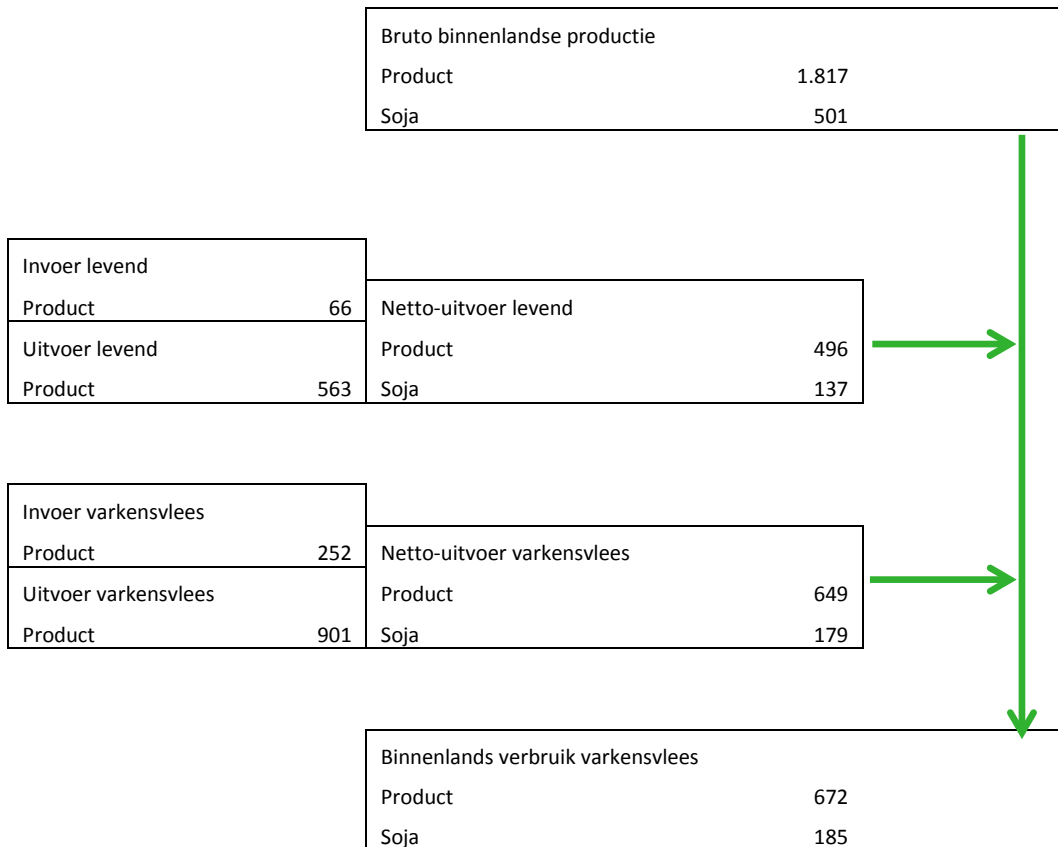 Bruto binnenlandse productie
Product 1.817
Soja 501
Invoer levend
Product 66
Uitvoer levend
Product 563
Netto-uitvoer levend
Product 496
Soja 137
Invoer varkensvlees
Product 252
Uitvoer varkensvlees
Product 901
Netto-uitvoer varkensvlees
Product 649
Soja 179
Binnenlands verbruik varkensvlees
Product 672
Soja 185